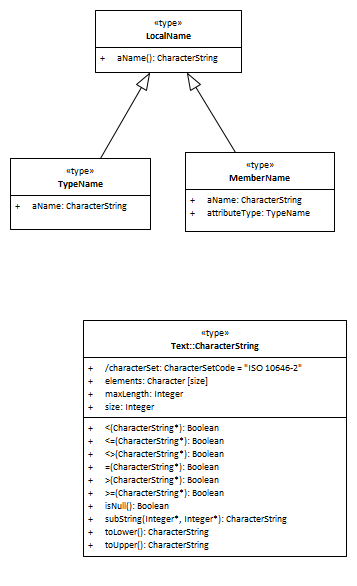 «type»
LocalName
+ aName(): CharacterString
«type»
TypeName
+ aName: CharacterString
«type»
MemberName
+ aName: CharacterString
+ attributeType: TypeName
«type»
Text::CharacterString
+ /characterSet: CharacterSetCode = "ISO 10646-2"
+ elements: Character [size]
+ maxLength: Integer
+ size: Integer
+ <(CharacterString*): Boolean
+ <=(CharacterString*): Boolean
+ <>(CharacterString*): Boolean
+ =(CharacterString*): Boolean
+ >(CharacterString*): Boolean
+ >=(CharacterString*): Boolean
+ isNull(): Boolean
+ subString(Integer*, Integer*): CharacterString
+ toLower(): CharacterString
+ toUpper(): CharacterString